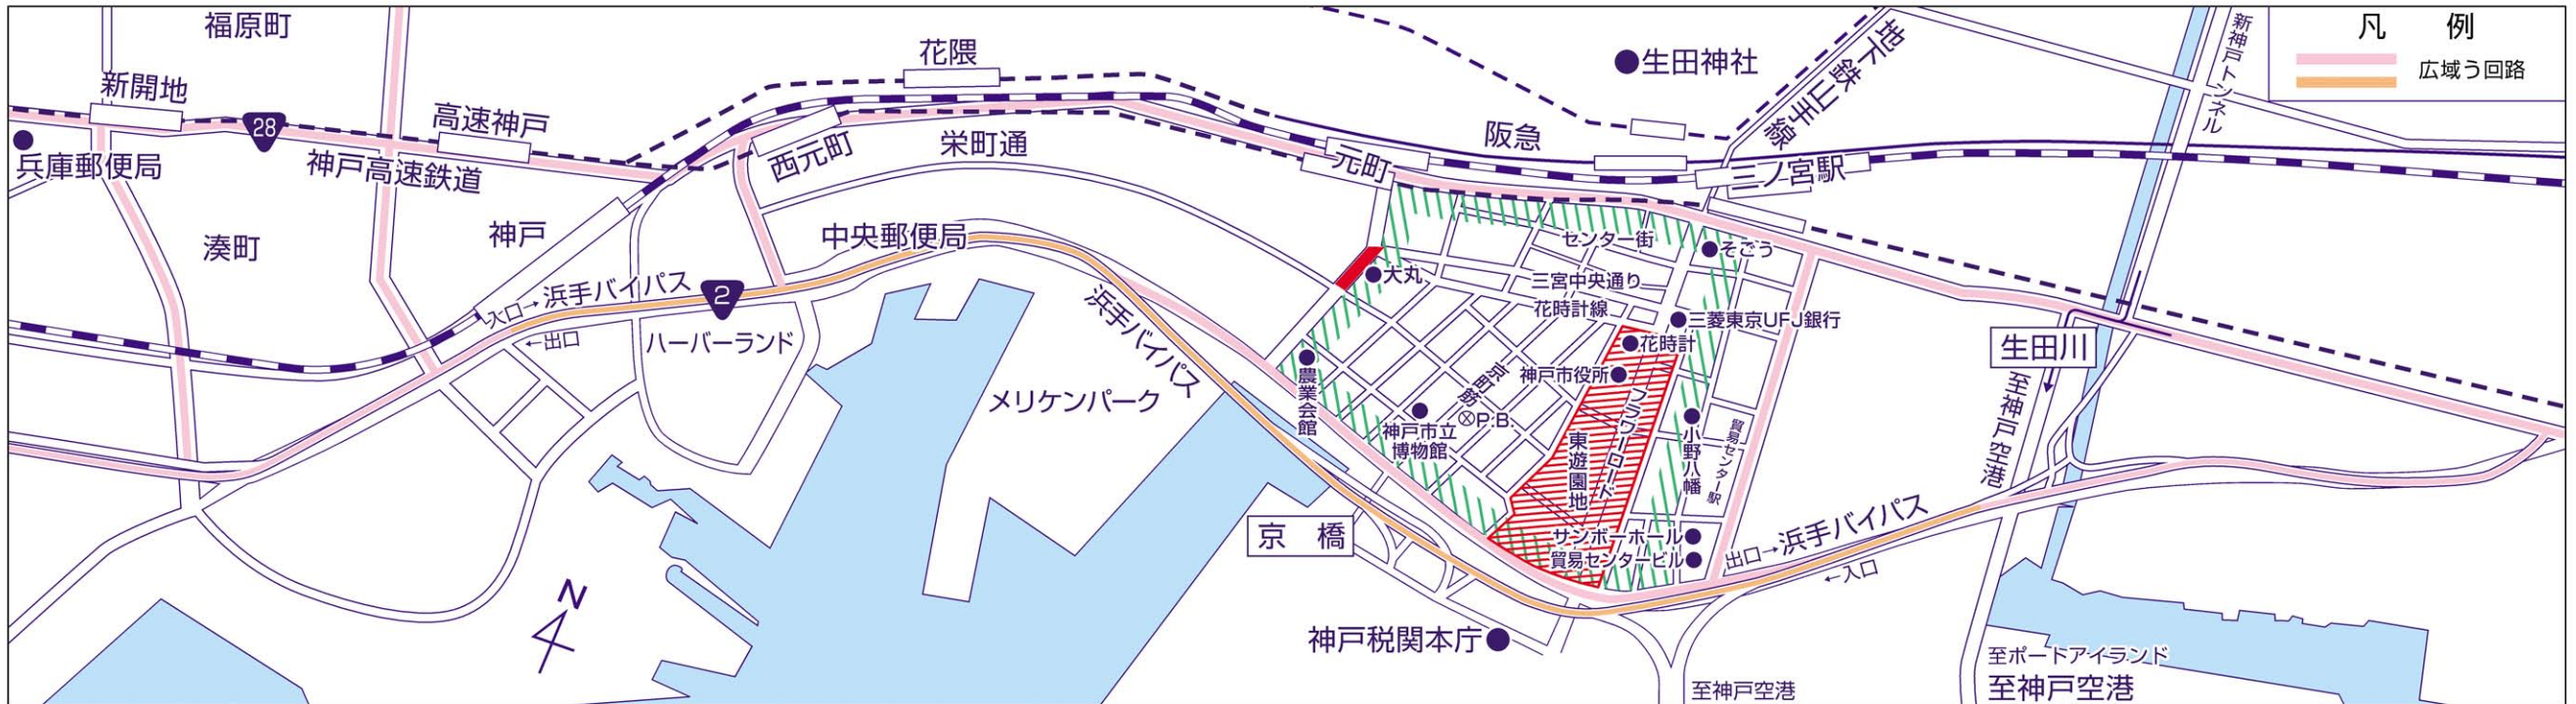 福原町
新開地
28
高速神戸
花隈
生田神社
地下鉄山手線
新神戸トンネル
凡　例
広域う回路
兵庫郵便局
神戸高速鉄道
西元町
栄町通
元町
阪急
三ノ宮駅
湊町
神戸
中央郵便局
センター街
そごう
大丸
三宮中央通り
花時計線
三菱東京UFJ銀行
入口→浜手バイパス
2
←出口
ハーバーランド
浜手バイパス
農業会館
花時計
神戸市役所
生田川
至神戸空港
メリケンパーク
京町筋
P.B.
神戸市立
博物館
フラワーロード
東遊園地
小野八幡
貿易センター駅
京　橋
サンボーホール
貿易センタービル
出口→浜手バイパス
←入口
N
神戸税関本庁
至神戸空港
至ポートアイランド
至神戸空港